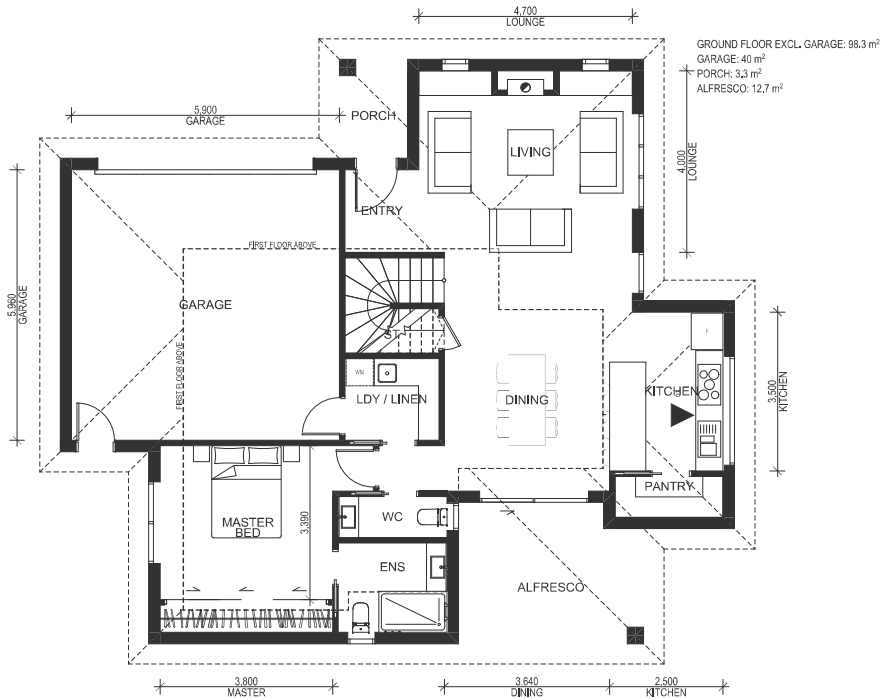 4,700
LOUNGE
GROUND FLOOR EXCL. GARAGE: 98.3 m²
GARAGE: 40 m²
PORCH: 3.3 m²
ALFRESCO: 12.7 m²
5,900
GARAGE
PORCH
LIVING
4,000
LOUNGE
ENTRY
FIRST FLOOR ABOVE
5,960
GARAGE
GARAGE
ST
F
FIRST FLOOR ABOVE
WM
LDY / LINEN
DINING
KITCHEN
3,500
KITCHEN
PANTRY
MASTER
BED
3,390
WC
ENS
ALFRESCO
3,800
MASTER
3,640
DINING
2,500
KITCHEN